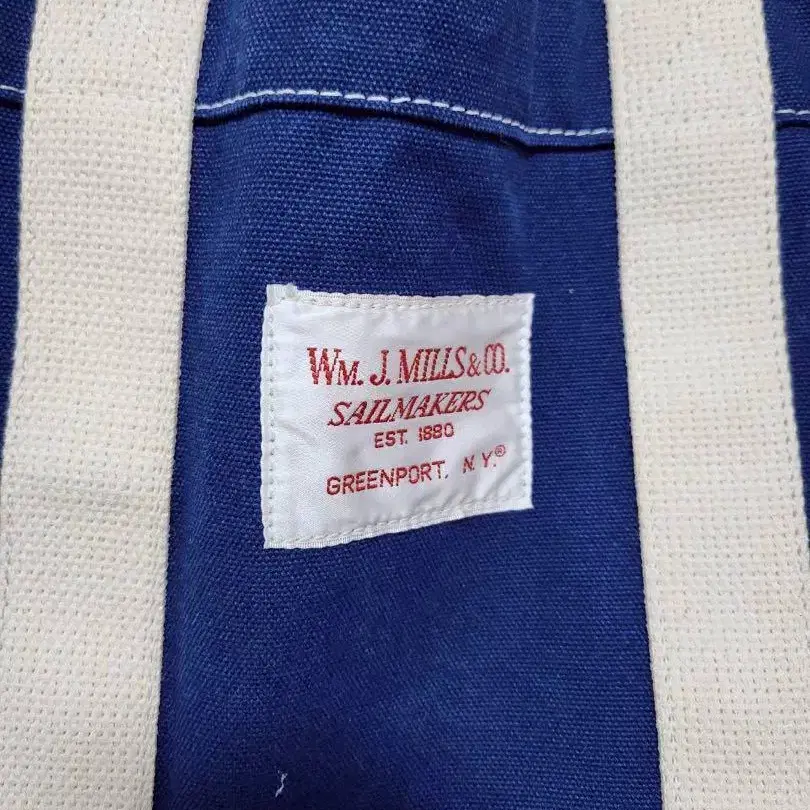 WM. J. MILLS & CO.
SAILMAKERS
EST. 1880
GREENPORT, N.Y.®